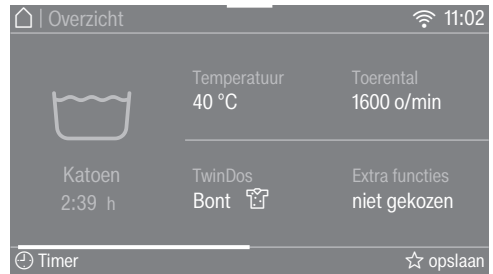 | Overzicht
11:02
Temperatuur
40 °C
Toerental
1600 o/min
Katoen
2:39 h
TwinDos
Bont
Extra functies
niet gekozen
Timer
opslaan